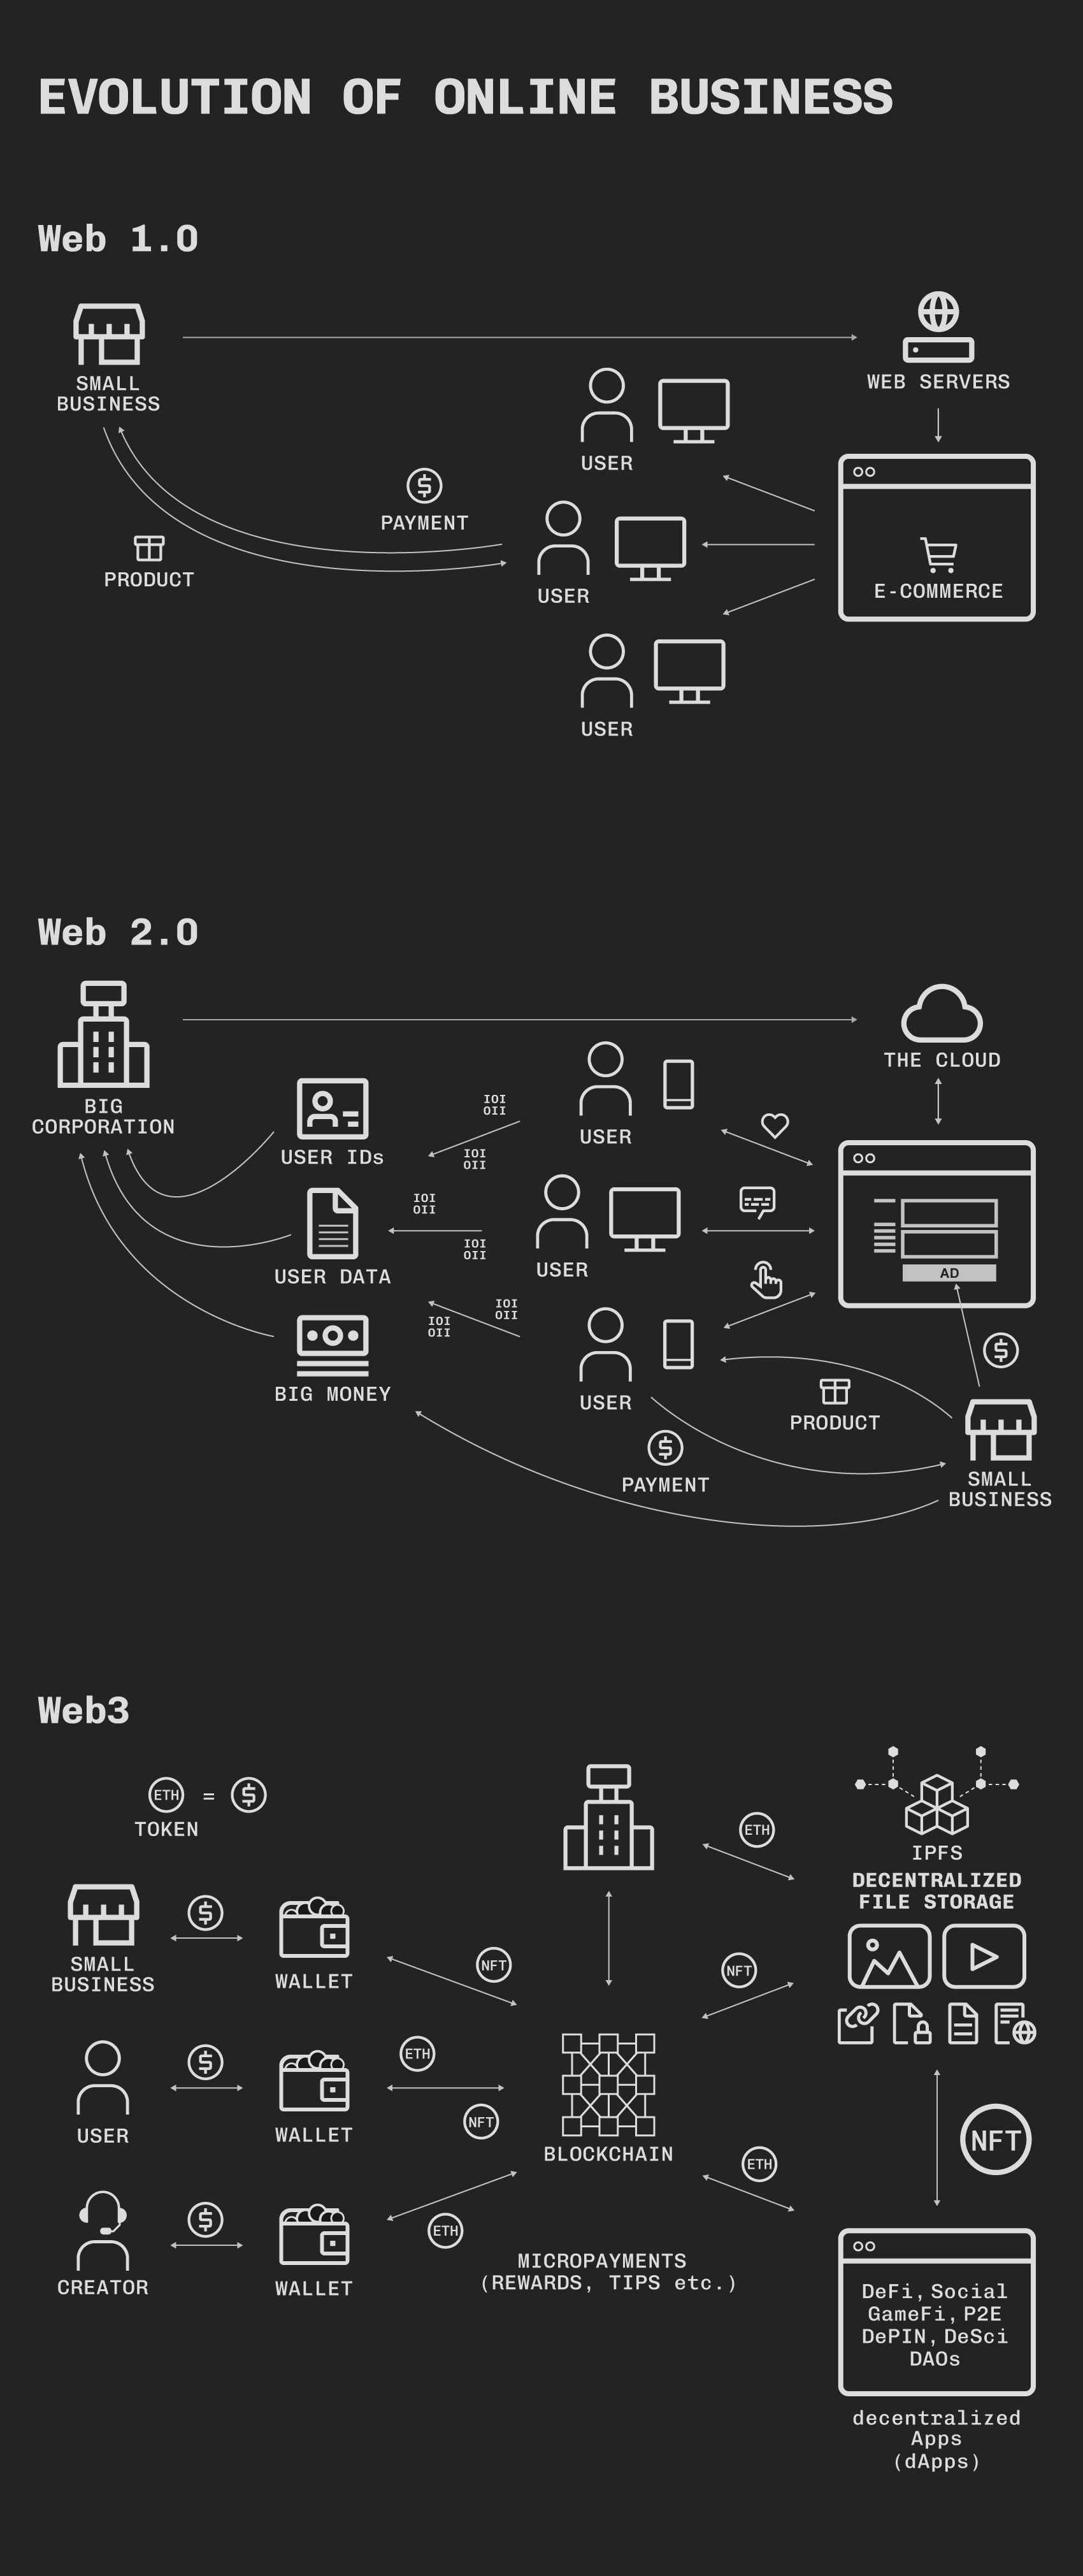 EVOLUTION OF ONLINE BUSINESS
Web 1.0
SMALL
BUSINESS
WEB SERVERS
USER
PAYMENT
PRODUCT
USER
E-COMMERCE
USER
Web 2.0
THE CLOUD
BIG
CORPORATION
IOI
OII
USER
USER IDs
IOI
OII
IOI
OII
USER DATA
IOI
OII
USER
AD
IOI
OII
IOI
OII
BIG MONEY
USER
PRODUCT
PAYMENT
SMALL
BUSINESS
Web3
ETH =
TOKEN
ETH
IPFS
DECENTRALIZED
FILE STORAGE
SMALL
BUSINESS
WALLET
NFT
NFT
USER
WALLET
ETH
NFT
BLOCKCHAIN
NFT
ETH
CREATOR
WALLET
ETH
MICROPAYMENTS
(REWARDS, TIPS etc.)
DeFi, Social
GameFi, P2E
DePIN, DeSci
DAOs
decentralized
Apps
(dApps)